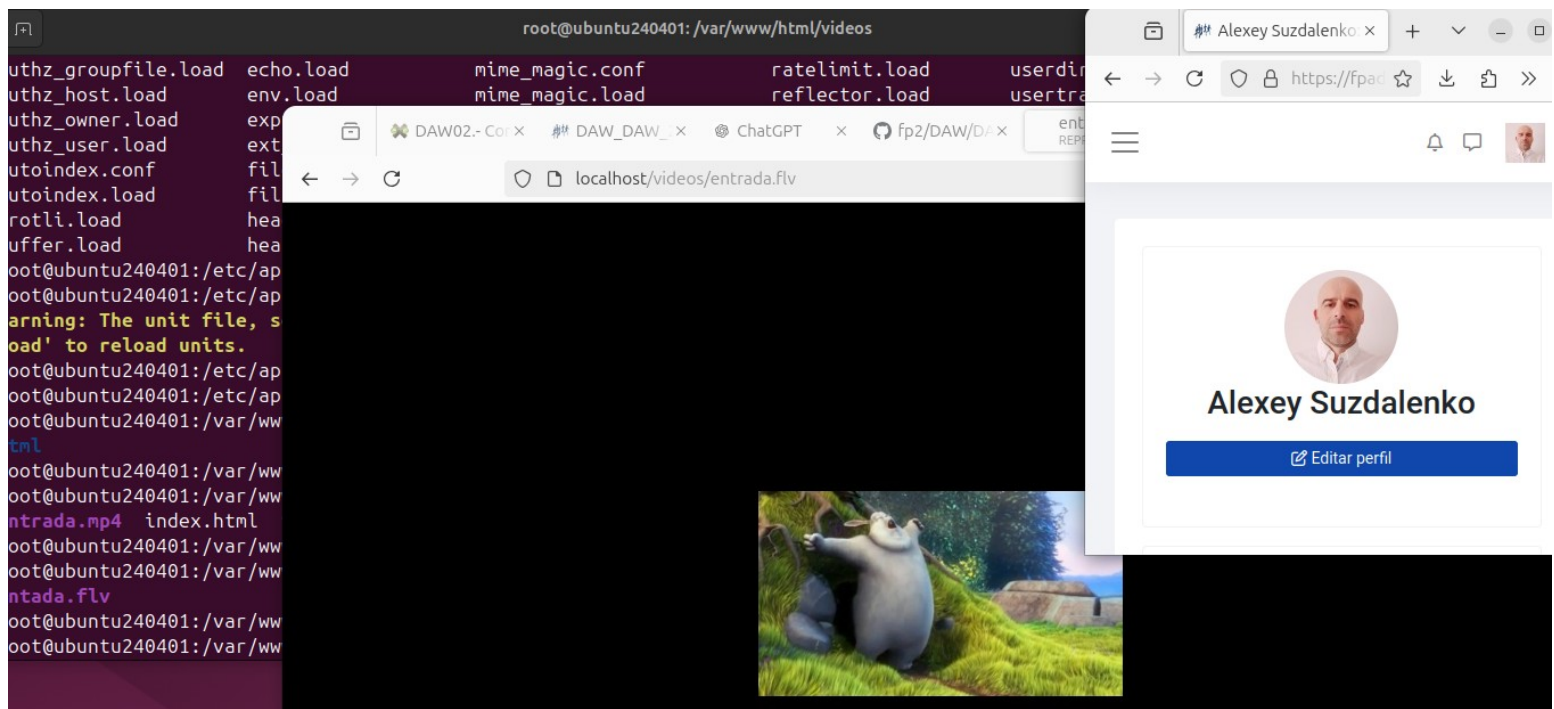 root@ubuntu240401: /var/www/html/videos
uthz_groupfile.load echo.load mime_magic.conf ratelimit.load userdir
uthz_host.load env.load mime_magic.load reflector.load usertra
uthz_owner.load exp
uthz_user.load ext
utoindex.conf fil
utoindex.load fil
rotli.load hea
uffer.load hea
oot@ubuntu240401:/etc/ap
oot@ubuntu240401:/etc/ap
arning: The unit file, s
oad' to reload units.
oot@ubuntu240401:/etc/ap
oot@ubuntu240401:/etc/ap
oot@ubuntu240401:/var/ww
tml
oot@ubuntu240401:/var/ww
oot@ubuntu240401:/var/ww
ntrada.mp4 index.html
oot@ubuntu240401:/var/ww
oot@ubuntu240401:/var/ww
ntada.flv
oot@ubuntu240401:/var/ww
oot@ubuntu240401:/var/ww
DAW02.- Cor DAW_DAW_2 ChatGPT fp2/DAW/DA ent
REPR
localhost/videos/entrada.flv
Alexey Suzdalenko:
https://fpad
Alexey Suzdalenko
Editar perfil